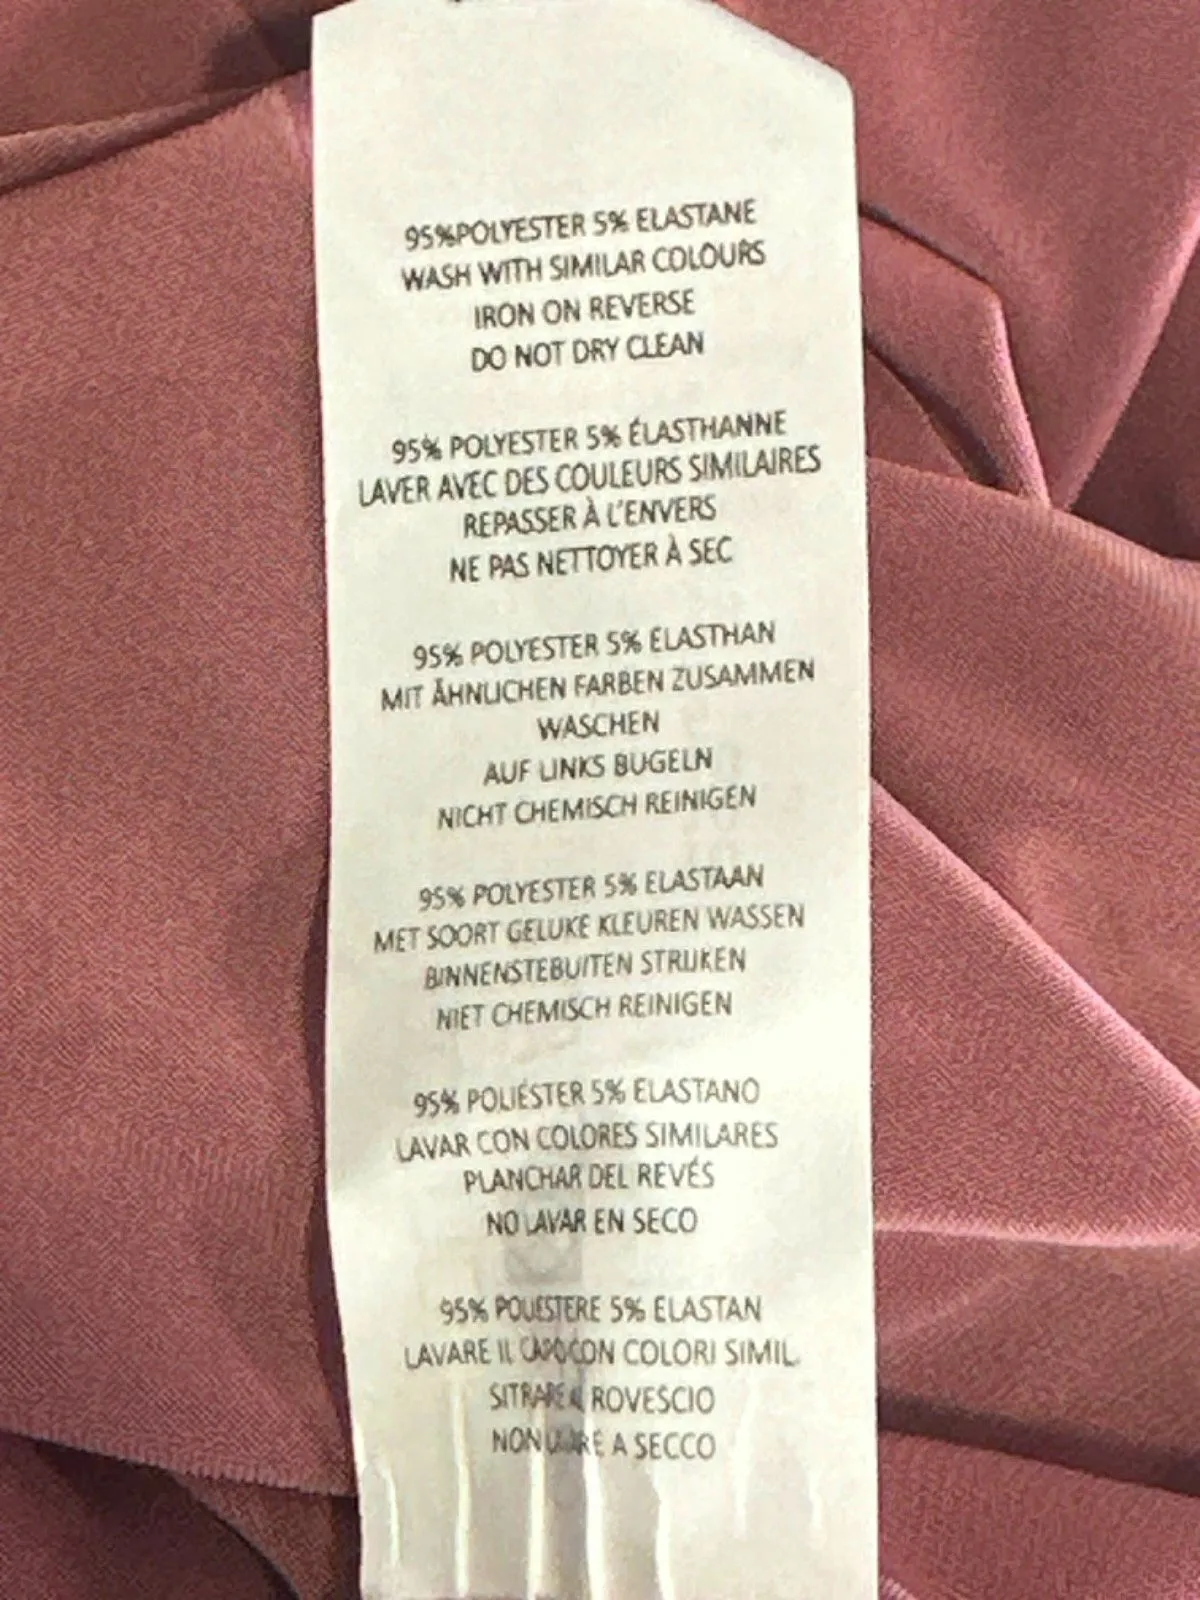 95%POLYESTER 5% ELASTANE
WASH WITH SIMILAR COLOURS
IRON ON REVERSE
DO NOT DRY CLEAN
95% POLYESTER 5% ÉLASTHANNE
LAVER AVEC DES COULEURS SIMILAIRES
REPASSER À L'ENVERS
NE PAS NETTOYER À SEC
95% POLYESTER 5% ELASTHAN
MIT ÄHNLICHEN FARBEN ZUSAMMEN
WASCHEN
AUF LINKS BUGELN
NICHT CHEMISCH REINIGEN
95% POLYESTER 5% ELASTAAN
MET SOORT GELIJKE KLEUREN WASSEN
BINNENSTEBUITEN STRIJKEN
NIET CHEMISCH REINIGEN
95% POLIÉSTER 5% ELASTANO
LAVAR CON COLORES SIMILARES
PLANCHAR DEL REVÉS
NO LAVAR EN SECO
95% POLIESTERE 5% ELASTAN
LAVARE IL CAPO CON COLORI SIMIL
ROVESCIO
NON A SECCO